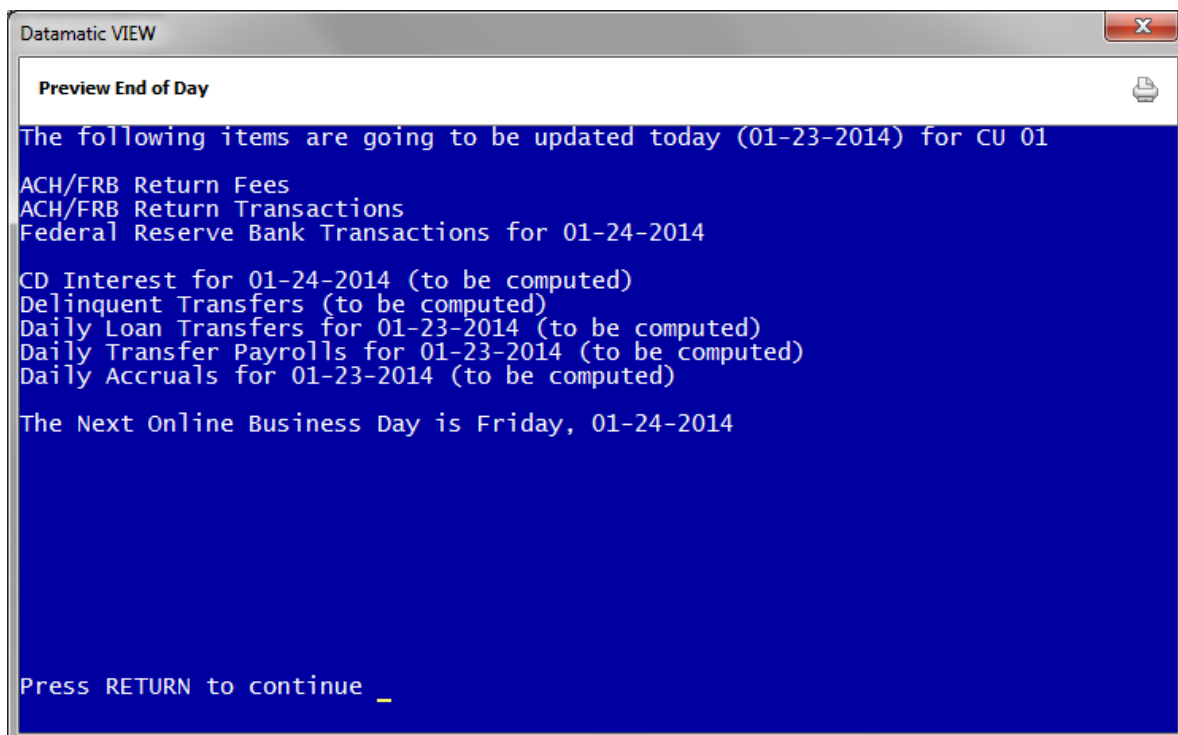 Datamatic VIEW
Preview End of Day
The following items are going to be updated today (01-23-2014) for CU 01
ACH/FRB Return Fees
ACH/FRB Return Transactions
Federal Reserve Bank Transactions for 01-24-2014
CD Interest for 01-24-2014 (to be computed)
Delinquent Transfers (to be computed)
Daily Loan Transfers for 01-23-2014 (to be computed)
Daily Transfer Payrolls for 01-23-2014 (to be computed)
Daily Accruals for 01-23-2014 (to be computed)
The Next Online Business Day is Friday, 01-24-2014
Press RETURN to continue _